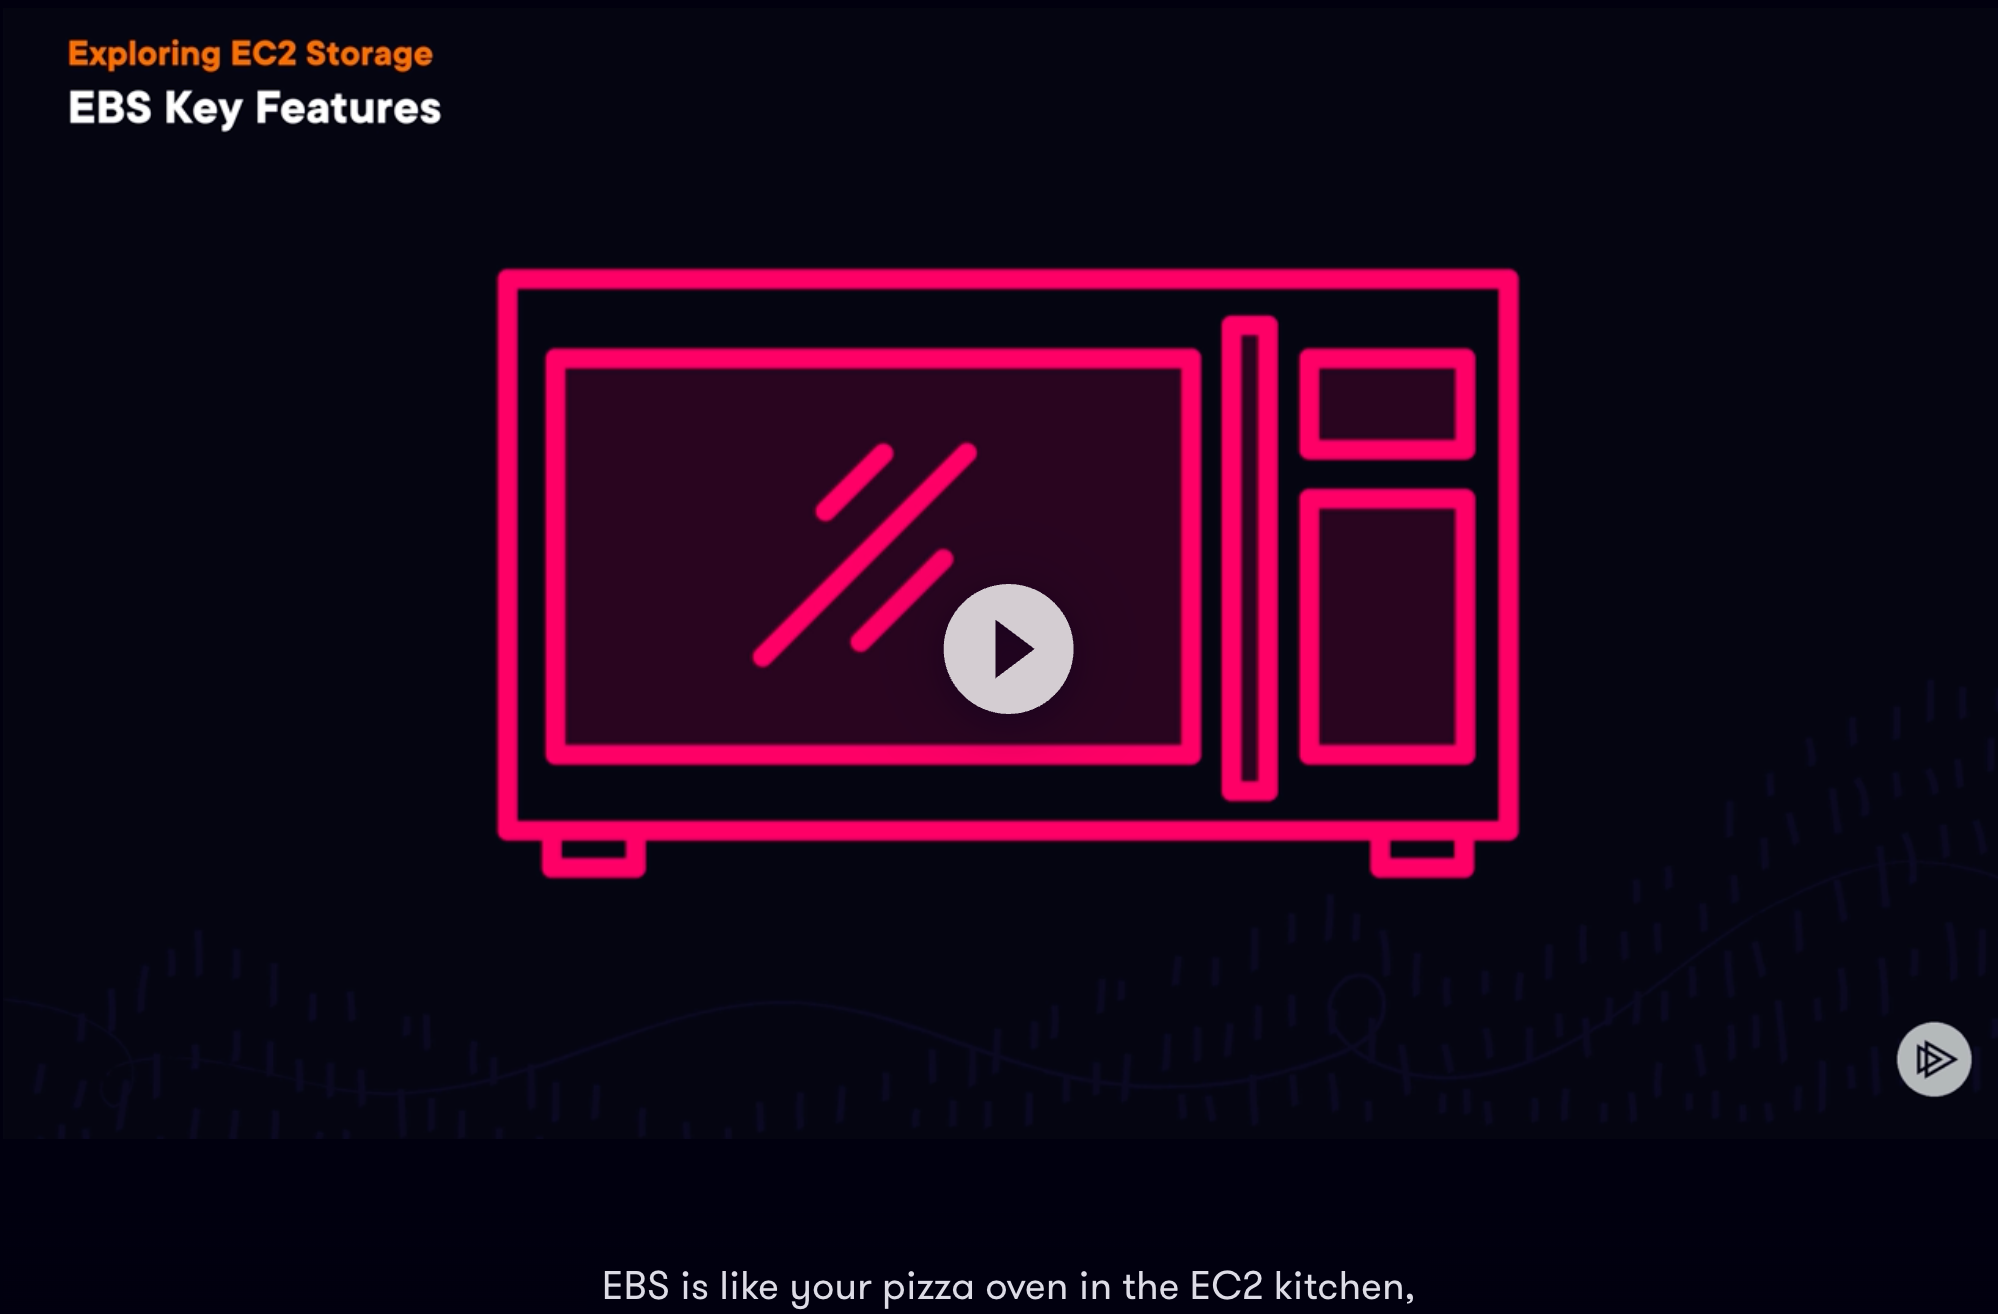 Exploring EC2 Storage
EBS Key Features
EBS is like your pizza oven in the EC2 kitchen,